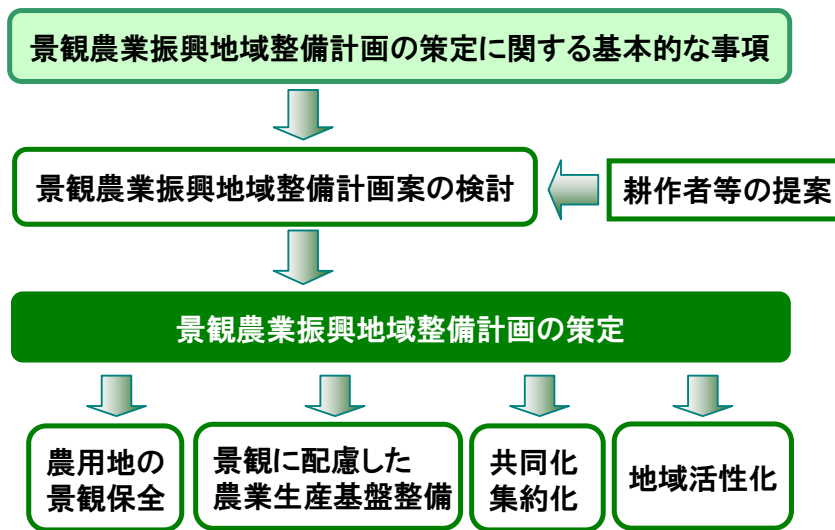 景観農業振興地域整備計画の策定に関する基本的な事項
景観農業振興地域整備計画案の検討
耕作者等の提案
景観農業振興地域整備計画の策定
農用地の
景観保全
景観に配慮した
農業生産基盤整備
共同化
集約化
地域活性化